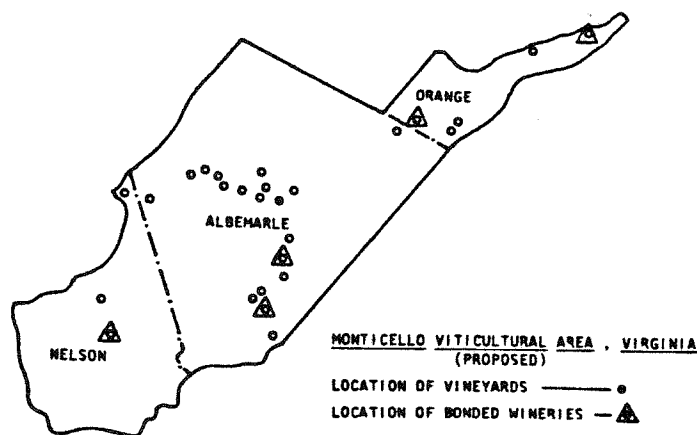 ORANGE
ALBEMARLE
NELSON
MONTICELLO VITICULTURAL AREA, VIRGINIA
(PROPOSED)
LOCATION OF VINEYARDS
LOCATION OF BONDED WINERIES